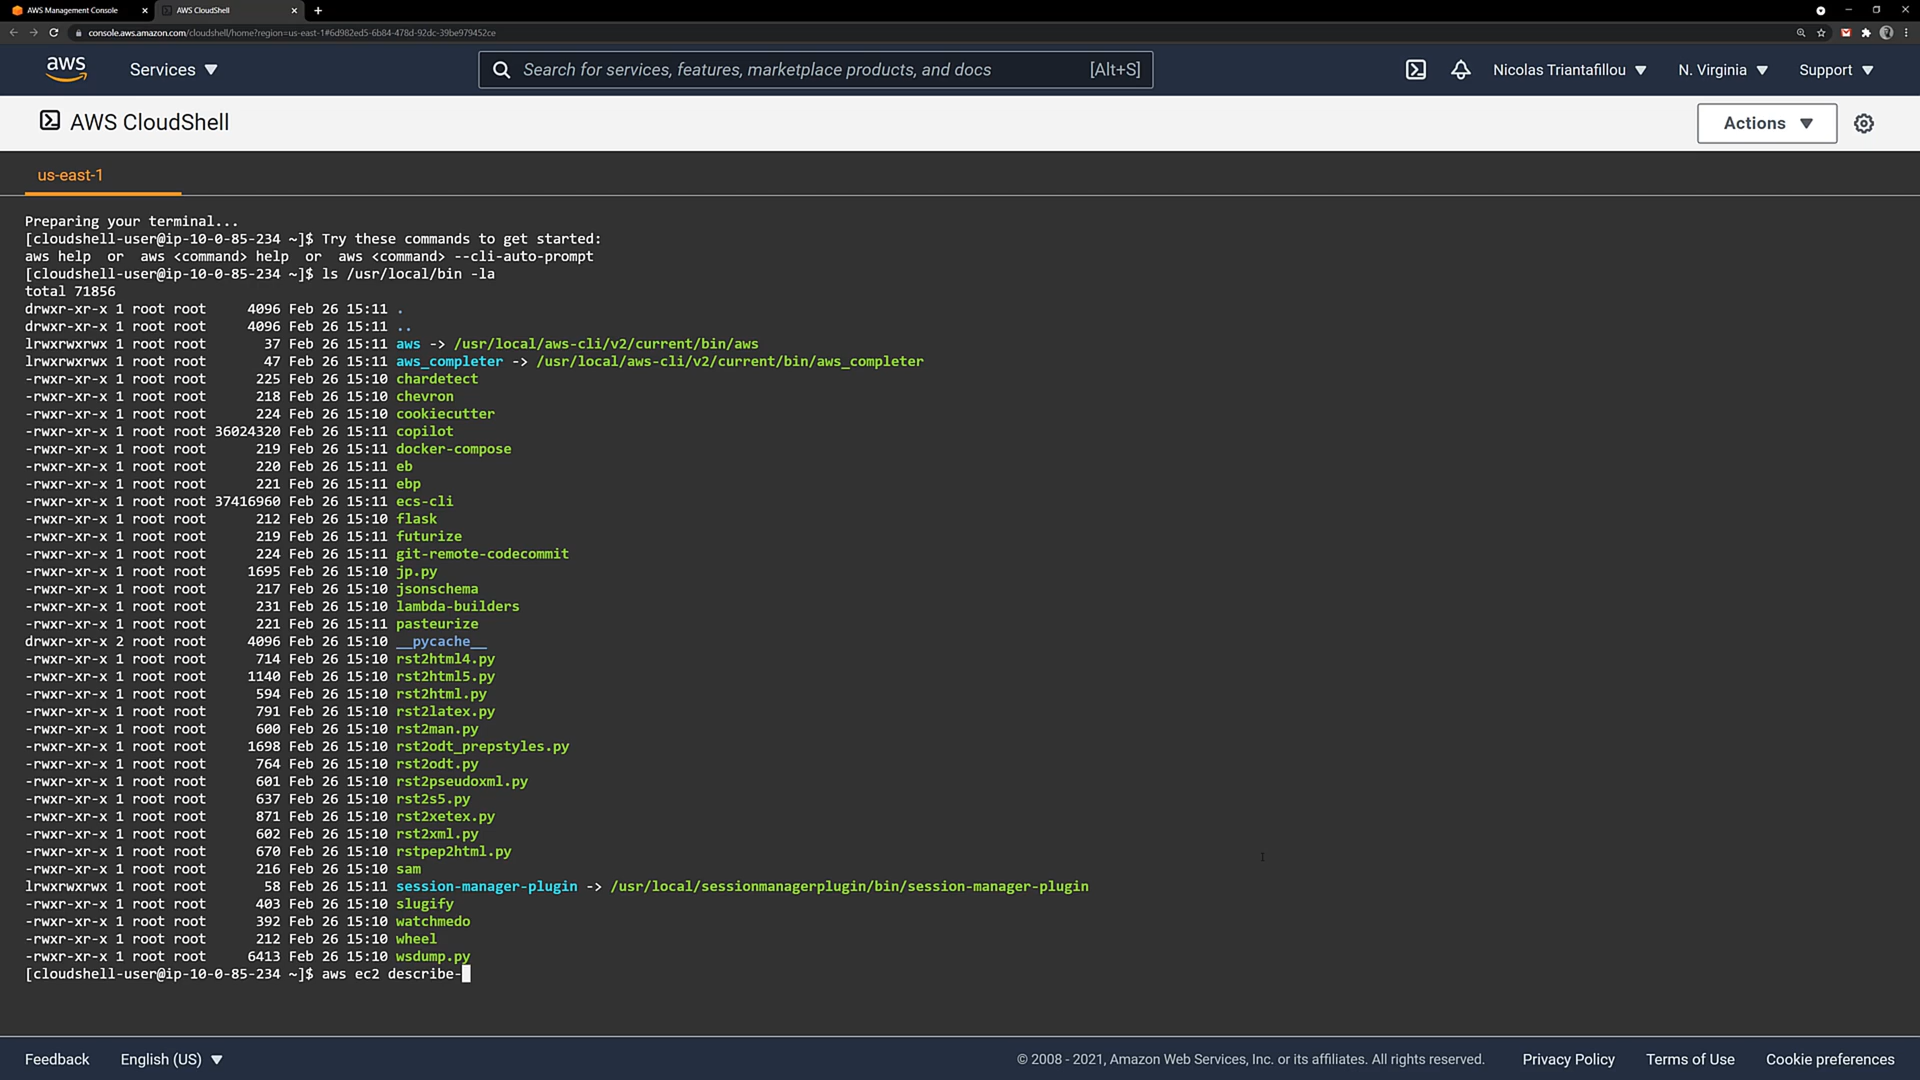 AWS Management Console
AWS CloudShell
console.aws.amazon.com/cloudshell/home?region=us-east-1#6d982ed5-6b84-478d-92dc-39be979452ce
aws
Services
Search for services, features, marketplace products, and docs
[Alt+S]
Nicolas Triantafillou
N. Virginia
Support
AWS CloudShell
Actions
us-east-1
Preparing your terminal...
[cloudshell-user@ip-10-0-85-234 ~]$ Try these commands to get started:
aws help  or  aws <command> help  or  aws <command> --cli-auto-prompt
[cloudshell-user@ip-10-0-85-234 ~]$ ls /usr/local/bin -la
total 71856
drwxr-xr-x 1 root root     4096 Feb 26 15:11 .
drwxr-xr-x 1 root root     4096 Feb 26 15:11 ..
lrwxrwxrwx 1 root root       37 Feb 26 15:11 aws -> /usr/local/aws-cli/v2/current/bin/aws
lrwxrwxrwx 1 root root       47 Feb 26 15:11 aws_completer -> /usr/local/aws-cli/v2/current/bin/aws_completer
-rwxr-xr-x 1 root root      225 Feb 26 15:10 chardetect
-rwxr-xr-x 1 root root      218 Feb 26 15:10 chevron
-rwxr-xr-x 1 root root      224 Feb 26 15:10 cookiecutter
-rwxr-xr-x 1 root root 36024320 Feb 26 15:11 copilot
-rwxr-xr-x 1 root root      219 Feb 26 15:11 docker-compose
-rwxr-xr-x 1 root root      220 Feb 26 15:11 eb
-rwxr-xr-x 1 root root      221 Feb 26 15:11 ebp
-rwxr-xr-x 1 root root 37416960 Feb 26 15:11 ecs-cli
-rwxr-xr-x 1 root root      212 Feb 26 15:10 flask
-rwxr-xr-x 1 root root      219 Feb 26 15:11 futurize
-rwxr-xr-x 1 root root      224 Feb 26 15:11 git-remote-codecommit
-rwxr-xr-x 1 root root     1695 Feb 26 15:10 jp.py
-rwxr-xr-x 1 root root      217 Feb 26 15:10 jsonschema
-rwxr-xr-x 1 root root      231 Feb 26 15:10 lambda-builders
-rwxr-xr-x 1 root root      221 Feb 26 15:11 pasteurize
drwxr-xr-x 2 root root     4096 Feb 26 15:10 __pycache__
-rwxr-xr-x 1 root root      714 Feb 26 15:10 rst2html4.py
-rwxr-xr-x 1 root root     1140 Feb 26 15:10 rst2html5.py
-rwxr-xr-x 1 root root      594 Feb 26 15:10 rst2html.py
-rwxr-xr-x 1 root root      791 Feb 26 15:10 rst2latex.py
-rwxr-xr-x 1 root root      600 Feb 26 15:10 rst2man.py
-rwxr-xr-x 1 root root     1698 Feb 26 15:10 rst2odt_prepstyles.py
-rwxr-xr-x 1 root root      764 Feb 26 15:10 rst2odt.py
-rwxr-xr-x 1 root root      601 Feb 26 15:10 rst2pseudoxml.py
-rwxr-xr-x 1 root root      637 Feb 26 15:10 rst2s5.py
-rwxr-xr-x 1 root root      871 Feb 26 15:10 rst2xetex.py
-rwxr-xr-x 1 root root      602 Feb 26 15:10 rst2xml.py
-rwxr-xr-x 1 root root      670 Feb 26 15:10 rstpep2html.py
-rwxr-xr-x 1 root root      216 Feb 26 15:10 sam
lrwxrwxrwx 1 root root       58 Feb 26 15:11 session-manager-plugin -> /usr/local/sessionmanagerplugin/bin/session-manager-plugin
-rwxr-xr-x 1 root root      403 Feb 26 15:10 slugify
-rwxr-xr-x 1 root root      392 Feb 26 15:10 watchmedo
-rwxr-xr-x 1 root root      212 Feb 26 15:10 wheel
-rwxr-xr-x 1 root root     6413 Feb 26 15:10 wsdump.py
[cloudshell-user@ip-10-0-85-234 ~]$ aws ec2 describe-
Feedback
English (US)
© 2008 - 2021, Amazon Web Services, Inc. or its affiliates. All rights reserved.
Privacy Policy
Terms of Use
Cookie preferences